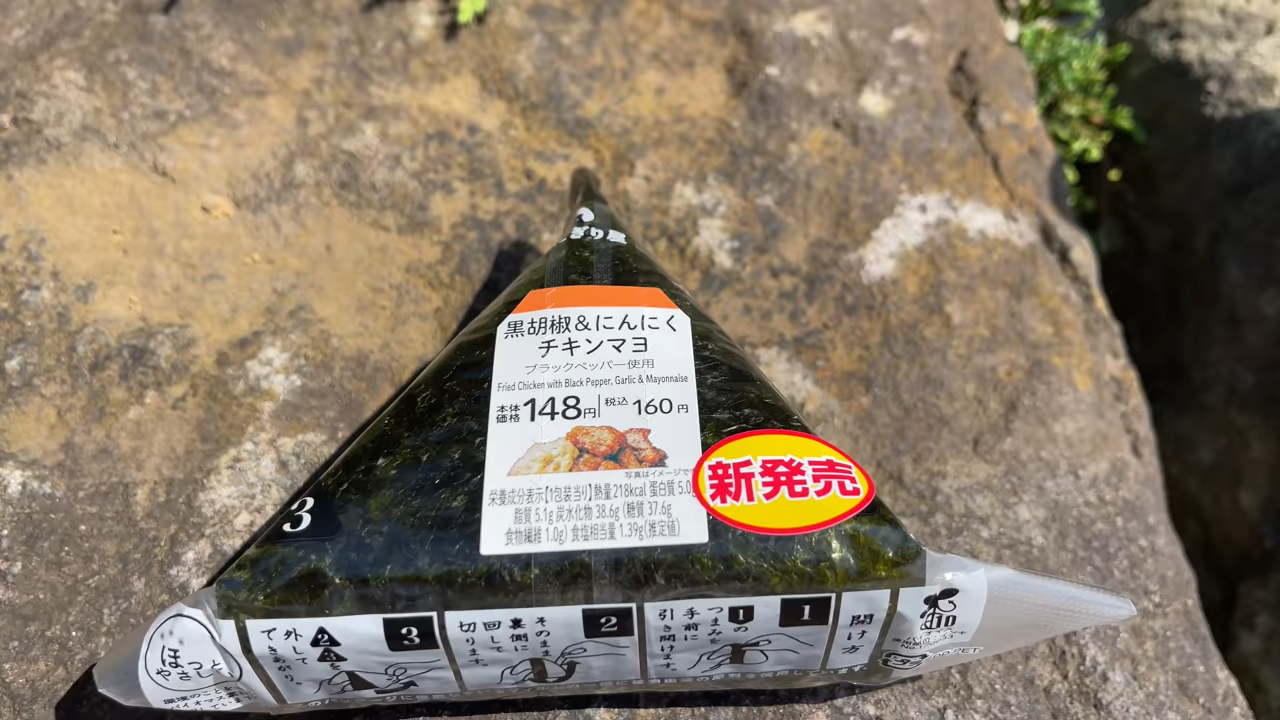 ぎり屋
黒胡椒&にんにく
チキンマヨ
ブラックペッパー使用
Fried Chicken with Black Pepper, Garlic & Mayonnaise
本体価格148円 税込160円
写真はイメージで
新発売
栄養成分表示【1包装当り】熱量218kcal 蛋白質5.0g
脂質5.1g 炭水化物38.6g(糖質37.6g
食物繊維1.0g)食塩相当量1.39g(推定値)
3
開け方
1
つまみを1の
手前に
引き開けます。
2
そのまま
裏側に
回して
切ります。
3
2 3
外して
できあがり。
ほっと
やさしく